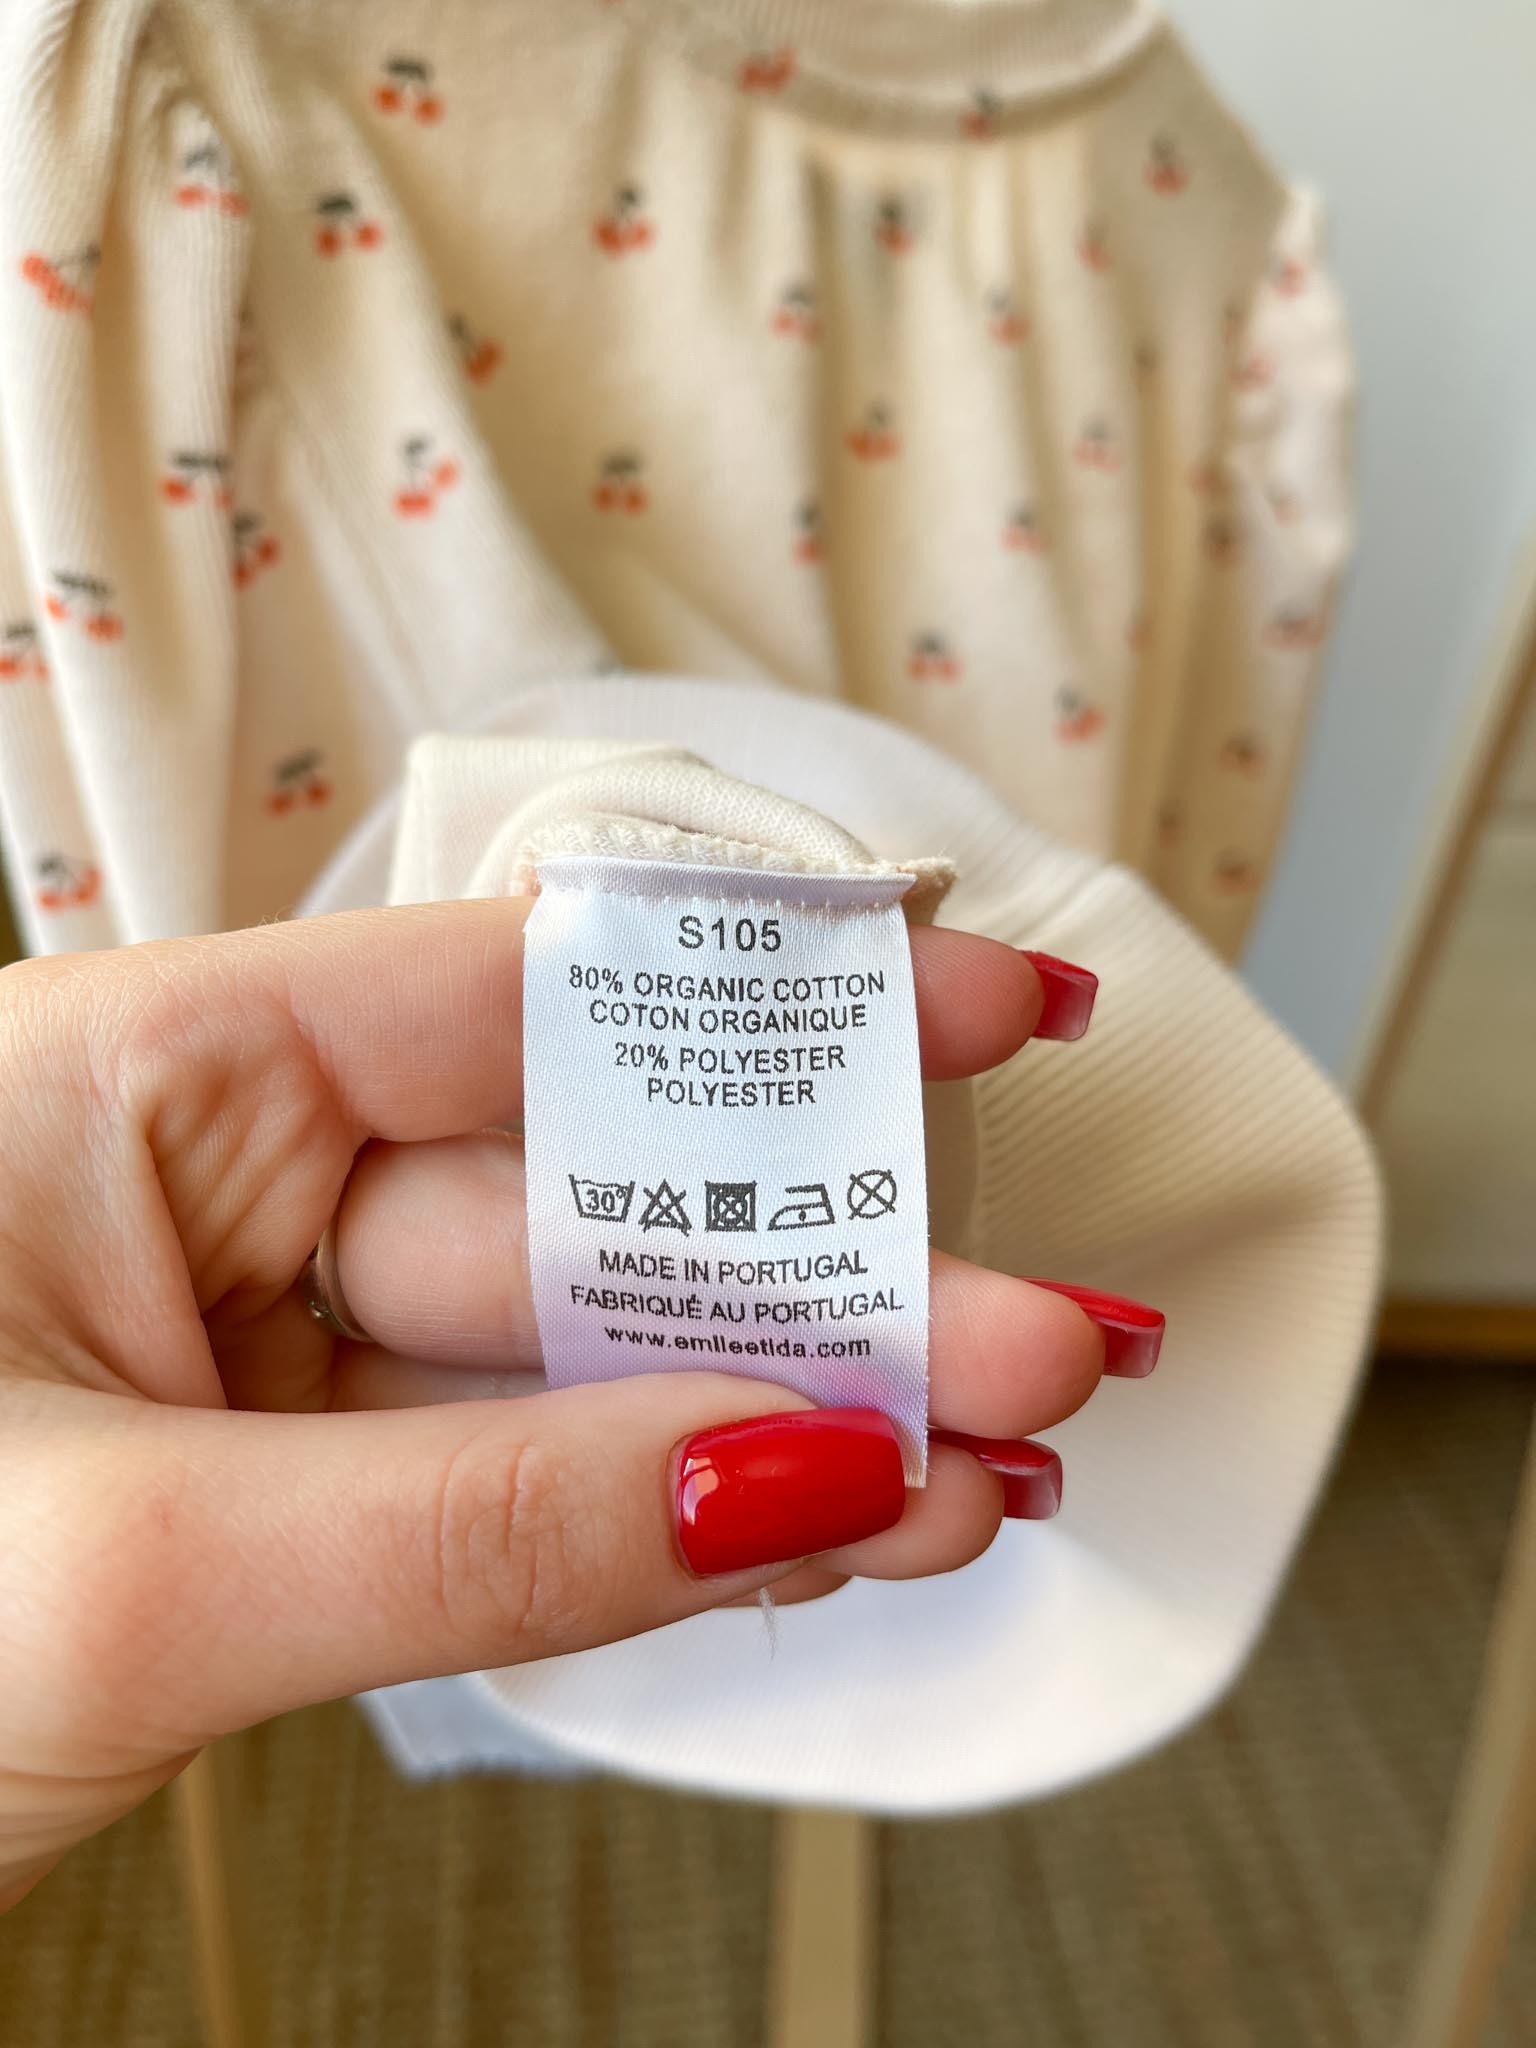 S105
80% ORGANIC COTTON
COTON ORGANIQUE
20% POLYESTER
POLYESTER
30°
MADE IN PORTUGAL
FABRIQUÉ AU PORTUGAL
www.emileetida.com